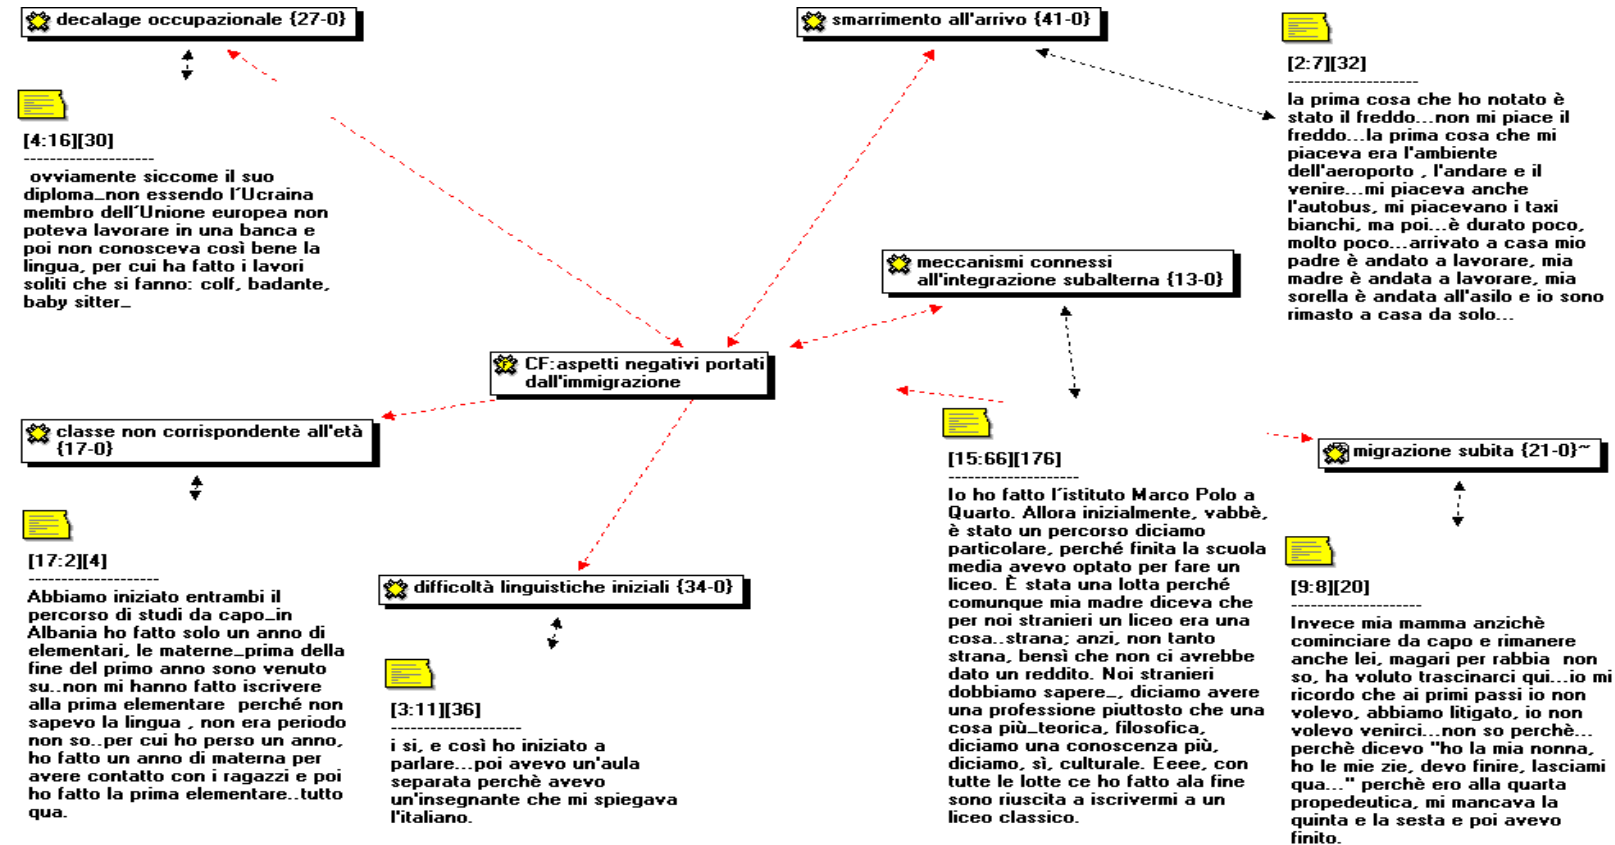 decalage occupazionale {27-0}
[4:16][30]
--------------------
ovviamente siccome il suo
diploma_non essendo l´Ucraina
membro dell´Unione europea non
poteva lavorare in una banca e
poi non conosceva così bene la
lingua, per cui ha fatto i lavori
soliti che si fanno: colf, badante,
baby sitter_
smarrimento all'arrivo {41-0}
[2:7][32]
--------------------
la prima cosa che ho notato è
stato il freddo...non mi piace il
freddo...la prima cosa che mi
piaceva era l'ambiente
dell'aeroporto , l'andare e il
venire...mi piaceva anche
l'autobus, mi piacevano i taxi
bianchi, ma poi...è durato poco,
molto poco...arrivato a casa mio
padre è andato a lavorare, mia
madre è andata a lavorare, mia
sorella è andata all'asilo e io sono
rimasto a casa da solo...
meccanismi connessi
all'integrazione subalterna {13-0}
CF:aspetti negativi portati
dall'immigrazione
classe non corrispondente all'età
{17-0}
[17:2][4]
--------------------
Abbiamo iniziato entrambi il
percorso di studi da capo_in
Albania ho fatto solo un anno di
elementari, le materne_prima della
fine del primo anno sono venuto
su..non mi hanno fatto iscrivere
alla prima elementare perché non
sapevo la lingua , non era periodo
non so..per cui ho perso un anno,
ho fatto un anno di materna per
avere contatto con i ragazzi e poi
ho fatto la prima elementare..tutto
qua.
difficoltà linguistiche iniziali {34-0}
[3:11][36]
--------------------
i si, e così ho iniziato a
parlare...poi avevo un'aula
separata perchè avevo
un'insegnante che mi spiegava
l'italiano.
[15:66][176]
--------------------
Io ho fatto l´istituto Marco Polo a
Quarto. Allora inizialmente, vabbè,
è stato un percorso diciamo
particolare, perché finita la scuola
media avevo optato per fare un
liceo. È stata una lotta perché
comunque mia madre diceva che
per noi stranieri un liceo era una
cosa..strana; anzi, non tanto
strana, bensì che non ci avrebbe
dato un reddito. Noi stranieri
dobbiamo sapere_, diciamo avere
una professione piuttosto che una
cosa più_teorica, filosofica,
diciamo una conoscenza più,
diciamo, sì, culturale. Eeee, con
tutte le lotte ce ho fatto ala fine
sono riuscita a iscrivermi a un
liceo classico.
migrazione subita {21-0}~
[9:8][20]
--------------------
Invece mia mamma anzichè
cominciare da capo e rimanere
anche lei, magari per rabbia non
so, ha voluto trascinarci qui...io mi
ricordo che ai primi passi io non
volevo, abbiamo litigato, io non
volevo venirci...non so perchè...
perchè dicevo "ho la mia nonna,
ho le mie zie, devo finire, lasciami
qua..." perchè ero alla quarta
propedeutica, mi mancava la
quinta e la sesta e poi avevo
finito.